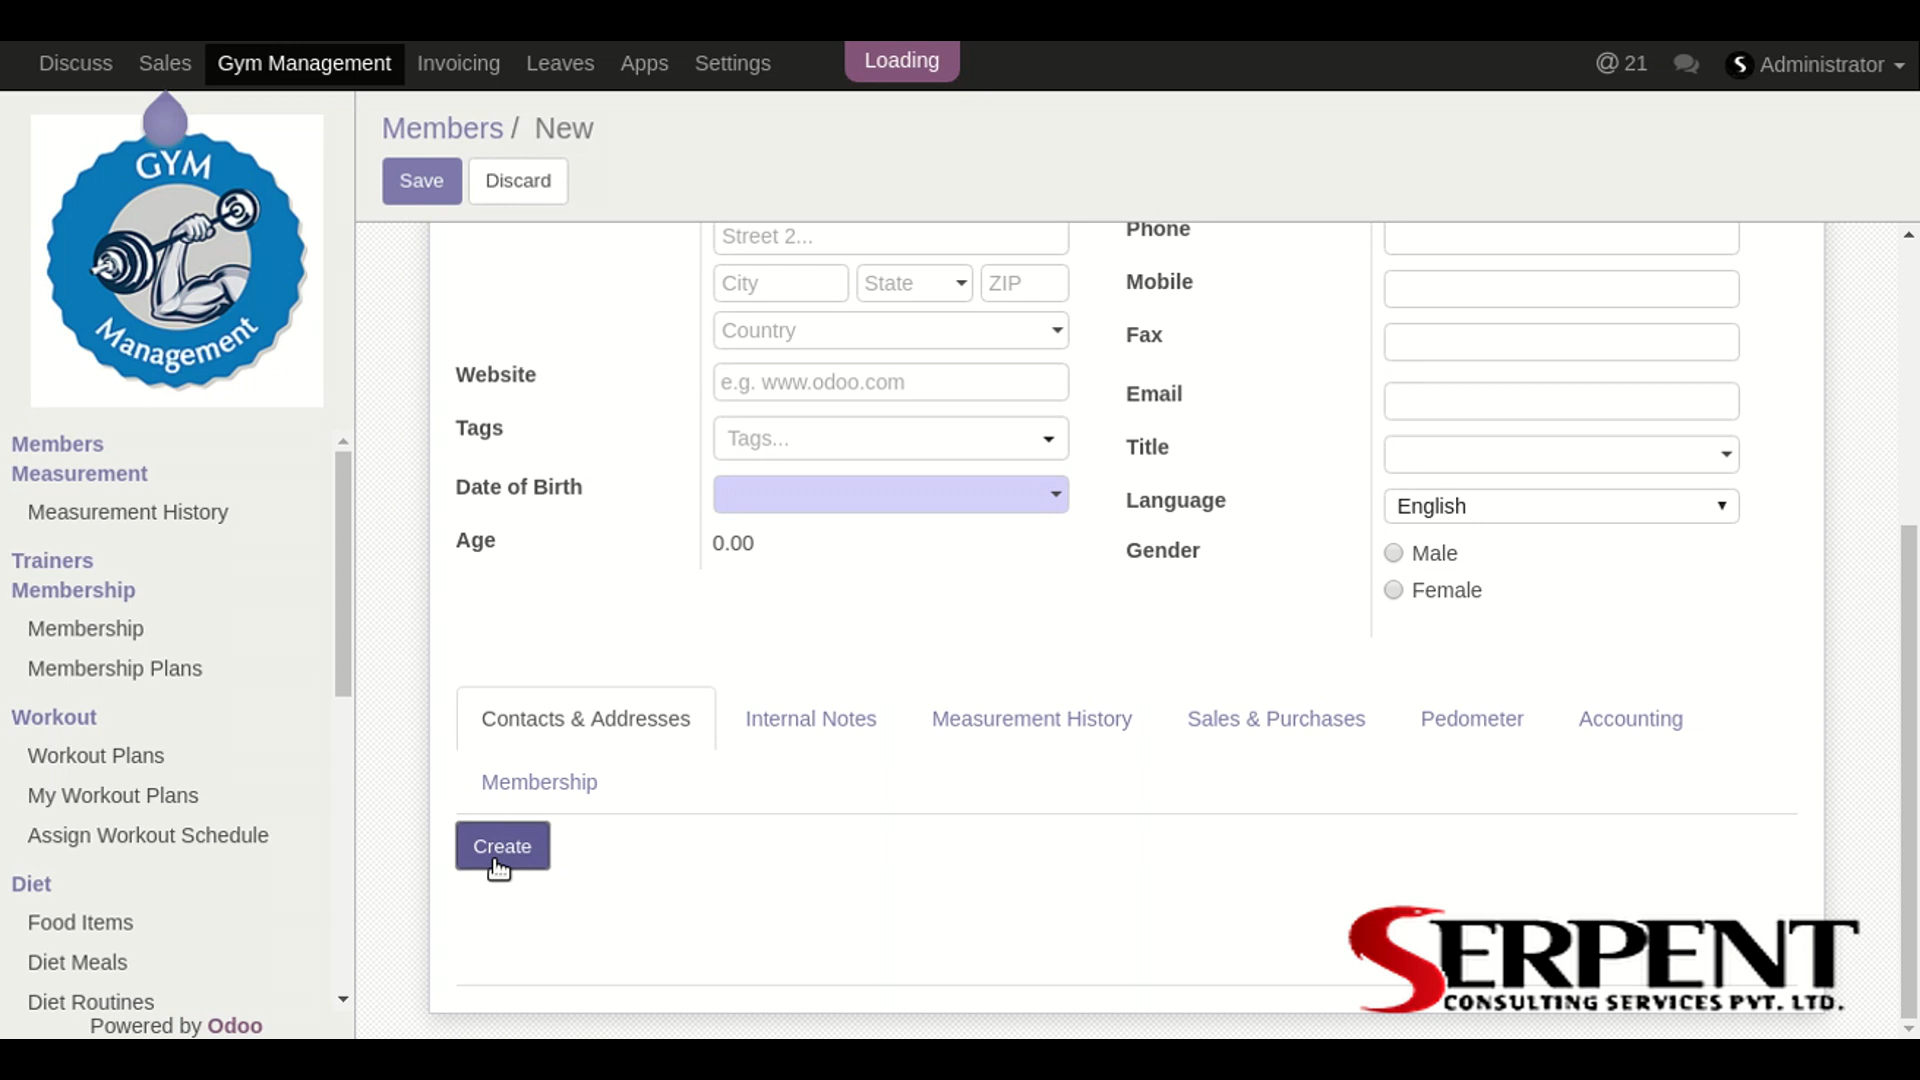 Discuss Sales Gym Management Invoicing Leaves Apps Settings Loading @ 21 Administrator
GYM
Management
Members / New
Save Discard
Street 2... Phone
City State ZIP Mobile
Country Fax
Website e.g. www.odoo.com Email
Tags Tags... Title
Date of Birth Language English
Age 0.00 Gender Male
Female
Members
Measurement
Measurement History
Trainers
Membership
Membership
Membership Plans
Workout
Workout Plans
My Workout Plans
Assign Workout Schedule
Diet
Food Items
Diet Meals
Diet Routines
Powered by Odoo
Contacts & Addresses Internal Notes Measurement History Sales & Purchases Pedometer Accounting
Membership
Create
SERPENT
CONSULTING SERVICES PVT. LTD.